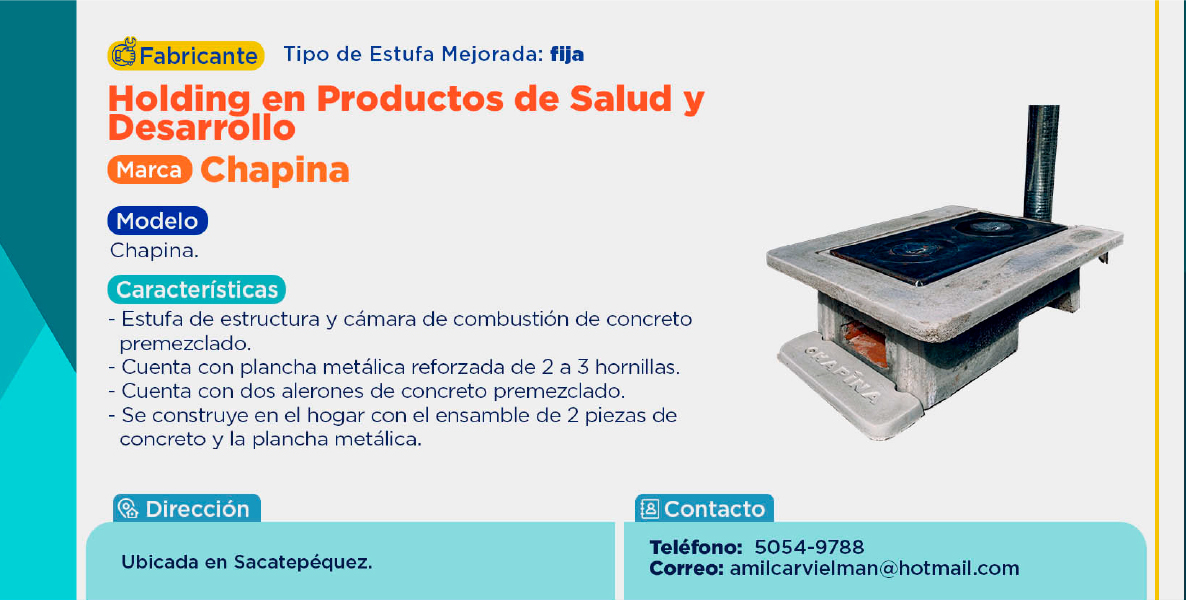 Fabricante Tipo de Estufa Mejorada: fija
Holding en Productos de Salud y
Desarrollo
Marca Chapina
Modelo
Chapina.
Características
- Estufa de estructura y cámara de combustión de concreto
premezclado.
- Cuenta con plancha metálica reforzada de 2 a 3 hornillas.
- Cuenta con dos alerones de concreto premezclado.
- Se construye en el hogar con el ensamble de 2 piezas de
concreto y la plancha metálica.
CHAPINA
Dirección
Ubicada en Sacatepéquez.
Contacto
Teléfono: 5054-9788
Correo: amilcarvielman@hotmail.com